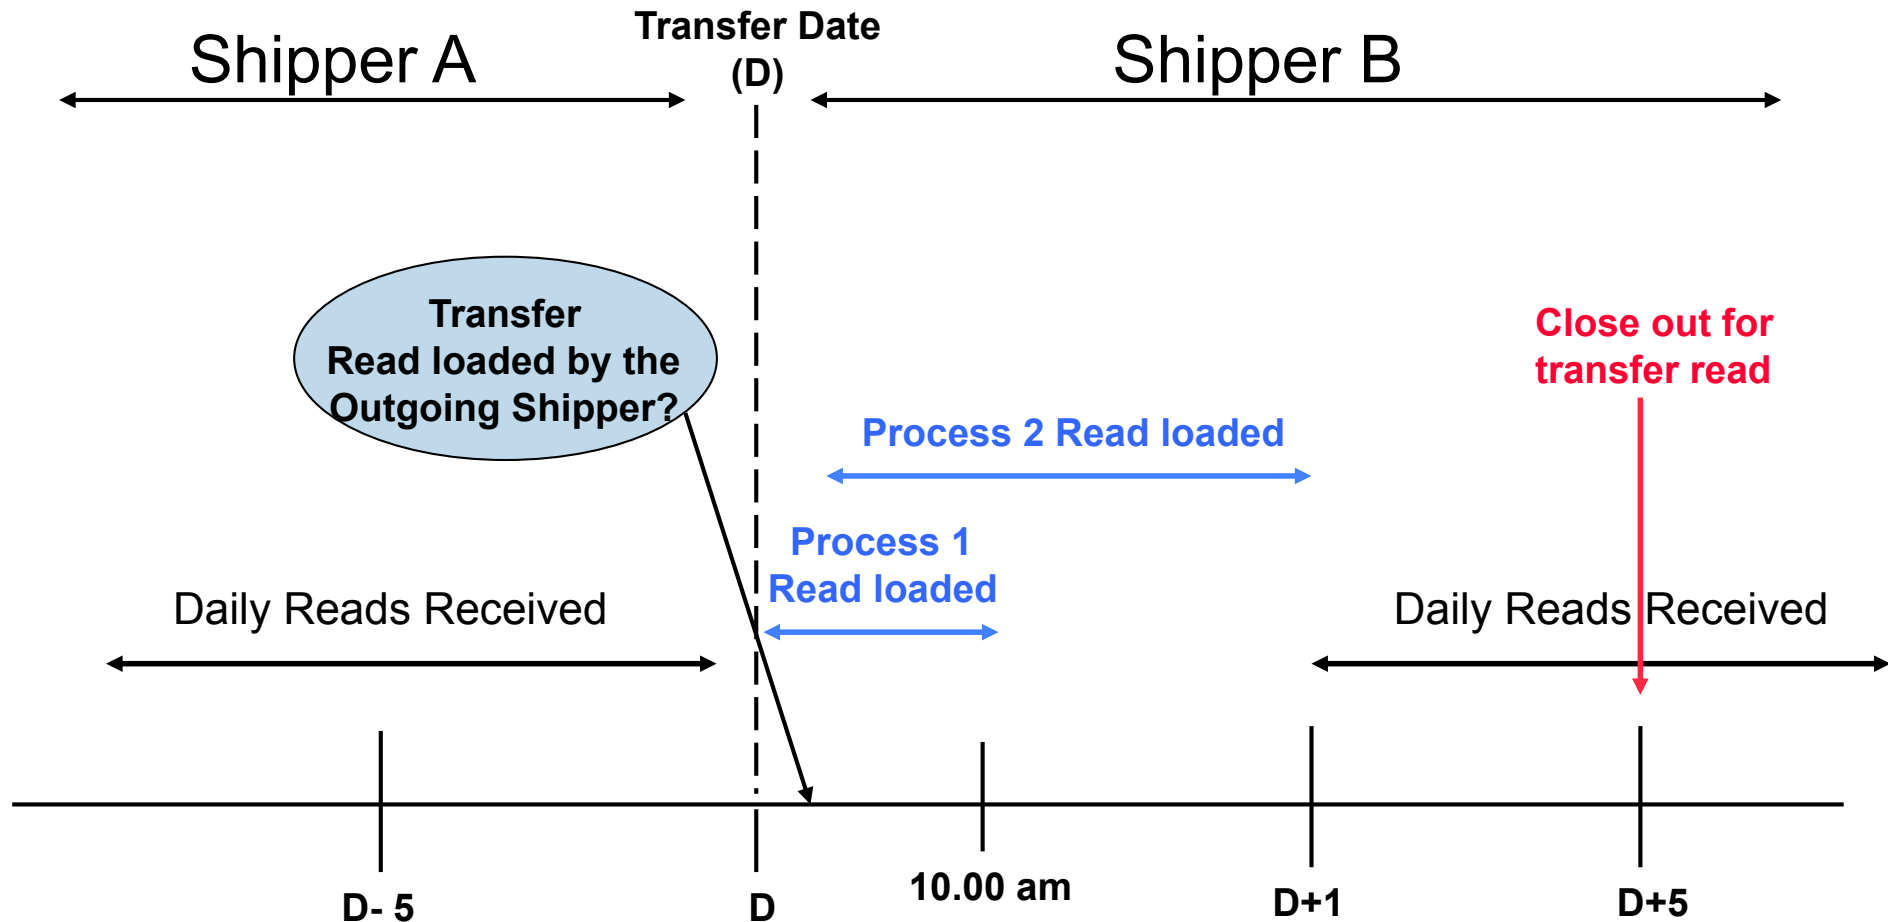 Transfer Date
(D)
Shipper A
Shipper B
Transfer
Read loaded by the
Outgoing Shipper?
Close out for
transfer read
Process 2 Read loaded
Process 1
Read loaded
Daily Reads Received
Daily Reads Received
D- 5
D
10.00 am
D+1
D+5